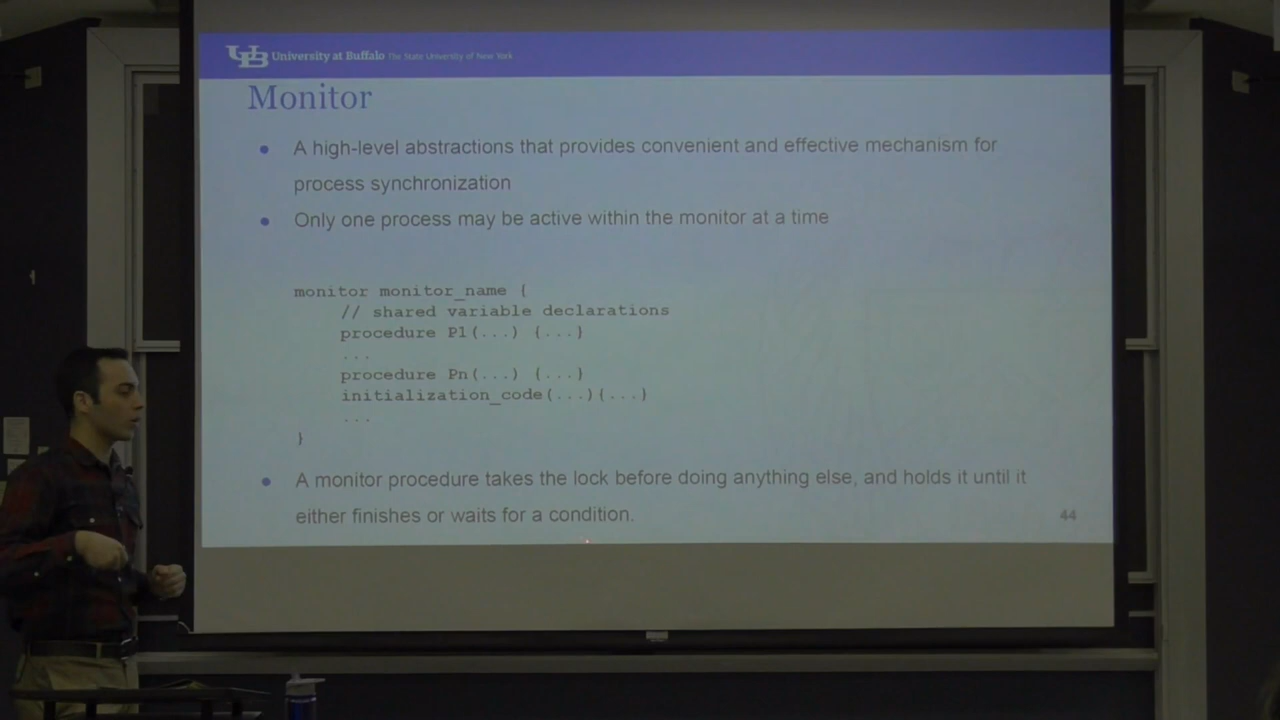 UB University at Buffalo The State University of New York
Monitor
● A high-level abstractions that provides convenient and effective mechanism for
process synchronization
● Only one process may be active within the monitor at a time
monitor monitor_name {
// shared variable declarations
procedure P1(...) {...}
...
procedure Pn(...) {...}
initialization_code(...){...}
...
}
● A monitor procedure takes the lock before doing anything else, and holds it until it
either finishes or waits for a condition.
44